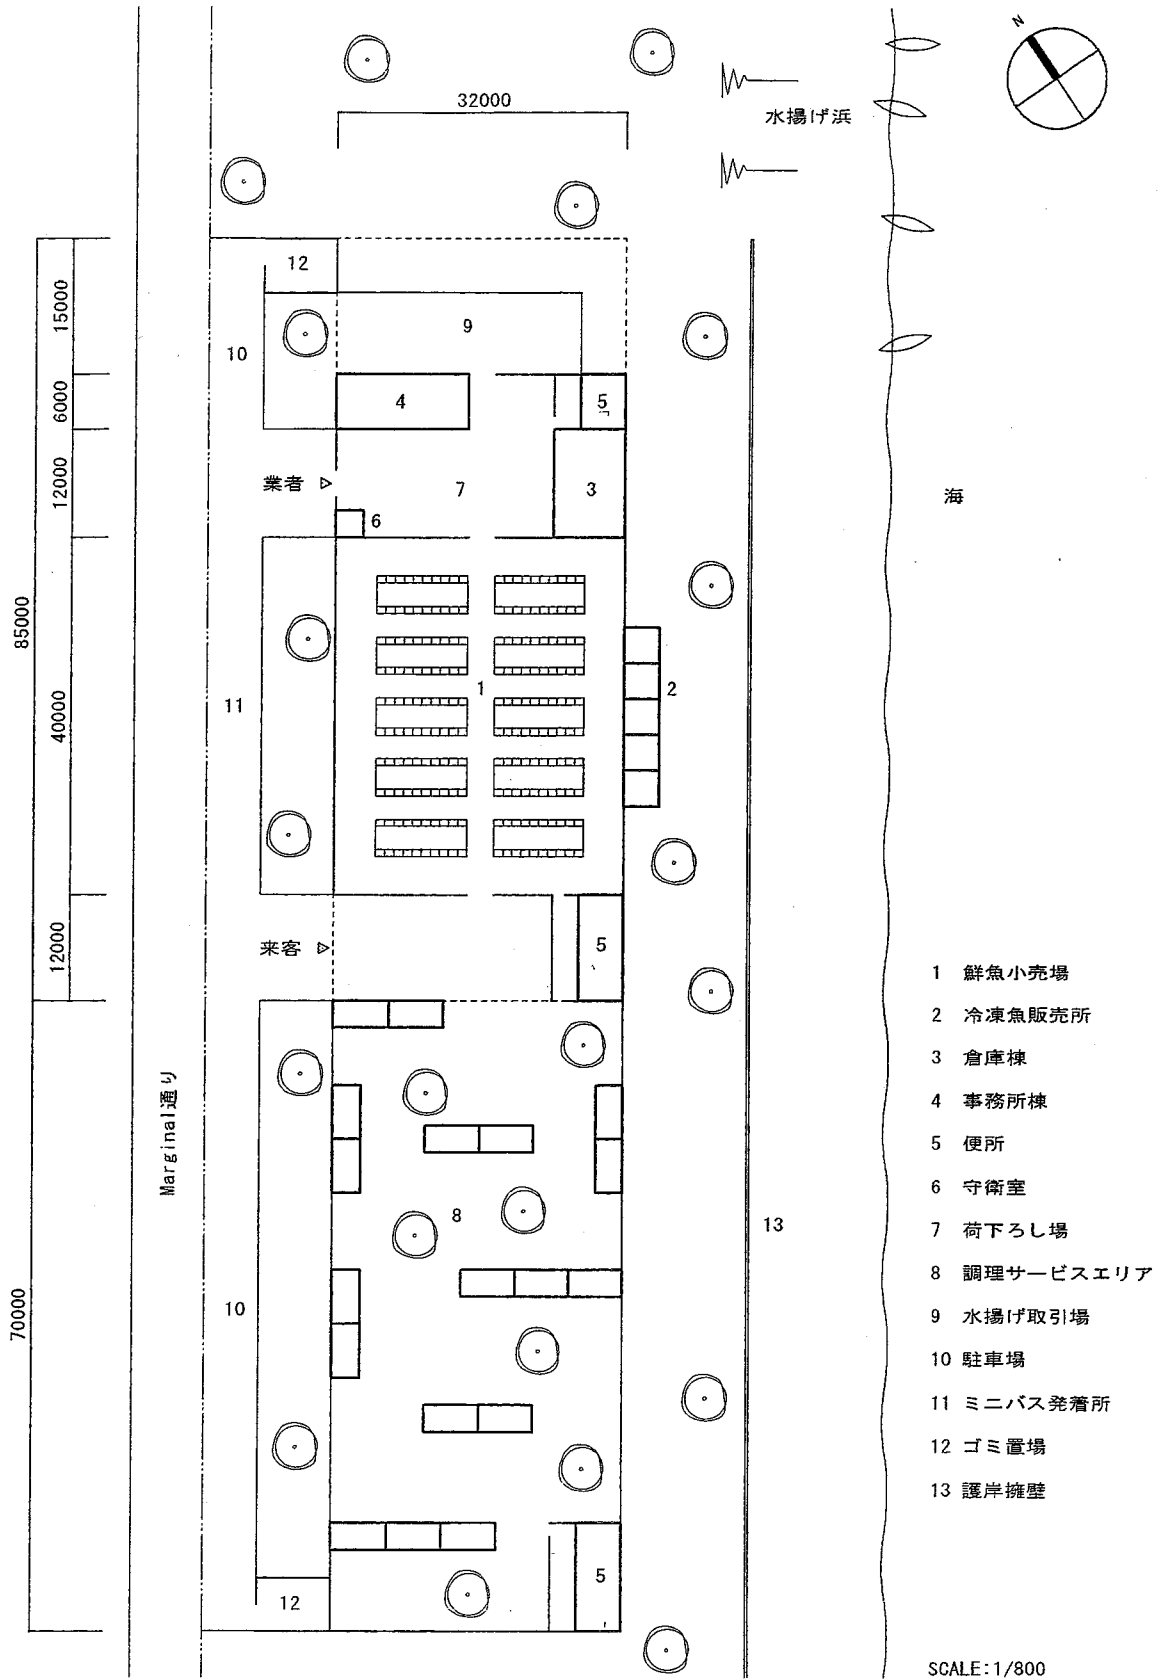 N
32000
水揚げ浜
12
15000
9
10
6000
4
5
12000
業者
7
3
海
6
85000
1
2
11
40000
12000
来客
5
1 鮮魚小売場
2 冷凍魚販売所
3 倉庫棟
4 事務所棟
5 便所
6 守衛室
7 荷下ろし場
8 調理サービスエリア
9 水揚げ取引場
10 駐車場
11 ミニバス発着所
12 ゴミ置場
13 護岸擁壁
Marginal通り
8
13
70000
10
5
12
SCALE:1/800